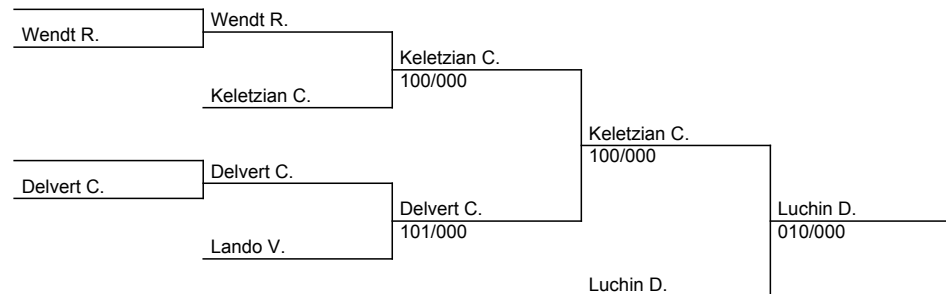 Wendt R.
Wendt R.
Keletzian C.
100/000
Keletzian C.
Keletzian C.
100/000
Delvert C.
Delvert C.
Delvert C.
101/000
Luchin D.
010/000
Lando V.
Luchin D.